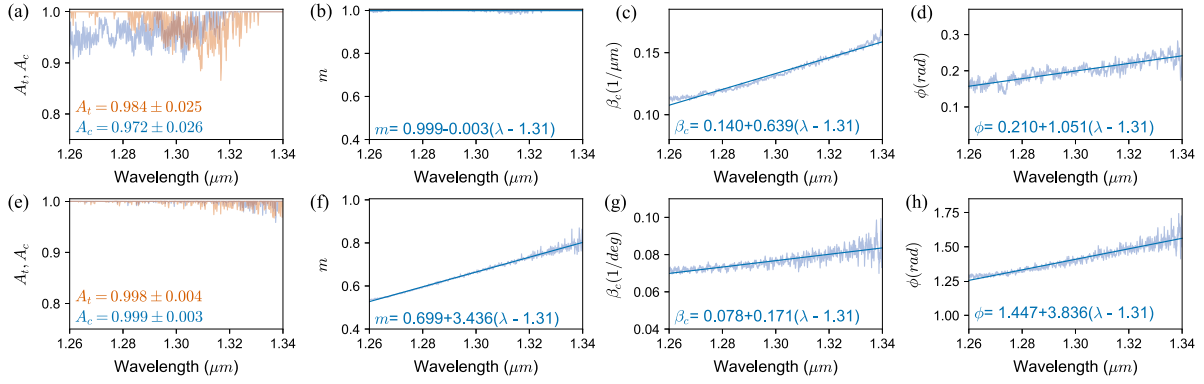 (a)
1.0
0.9
0.8
A_t, A_c
A_t = 0.984 ± 0.025
A_c = 0.972 ± 0.026
1.26 1.28 1.30 1.32 1.34
Wavelength (μm)
(b)
1.0
0.8
0.6
0.4
m
m= 0.999-0.003(λ - 1.31)
1.26 1.28 1.30 1.32 1.34
Wavelength (μm)
(c)
0.15
0.10
β_c(1/μm)
β_c= 0.140+0.639(λ - 1.31)
1.26 1.28 1.30 1.32 1.34
Wavelength (μm)
(d)
0.3
0.2
0.1
ϕ(rad)
ϕ= 0.210+1.051(λ - 1.31)
1.26 1.28 1.30 1.32 1.34
Wavelength (μm)
(e)
1.0
0.9
0.8
A_t, A_c
A_t = 0.998 ± 0.004
A_c = 0.999 ± 0.003
1.26 1.28 1.30 1.32 1.34
Wavelength (μm)
(f)
1.0
0.8
0.6
0.4
m
m= 0.699+3.436(λ - 1.31)
1.26 1.28 1.30 1.32 1.34
Wavelength (μm)
(g)
0.10
0.08
0.06
0.04
β_c(1/deg)
β_c= 0.078+0.171(λ - 1.31)
1.26 1.28 1.30 1.32 1.34
Wavelength (μm)
(h)
1.75
1.50
1.25
1.00
ϕ(rad)
ϕ= 1.447+3.836(λ - 1.31)
1.26 1.28 1.30 1.32 1.34
Wavelength (μm)